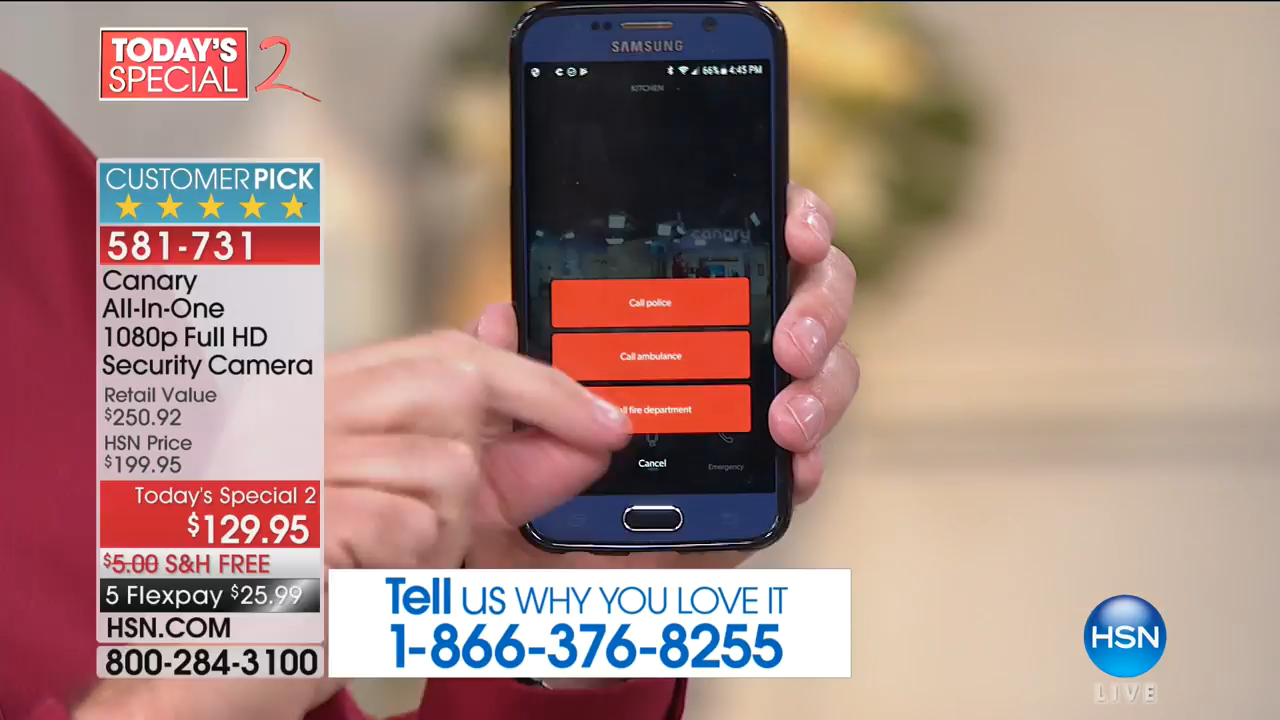 TODAY'S
SPECIAL 2
CUSTOMER PICK
581-731
Canary
All-In-One
1080p Full HD
Security Camera
Retail Value
$250.92
HSN Price
$199.95
Today's Special 2
$129.95
$5.00 S&H FREE
5 Flexpay $25.99
HSN.COM
800-284-3100
SAMSUNG
66% 4:45 PM
KITCHEN
canary
Call police
Call ambulance
fire department
Cancel
Emergency
Tell us WHY YOU LOVE IT
1-866-376-8255
HSN
LIVE